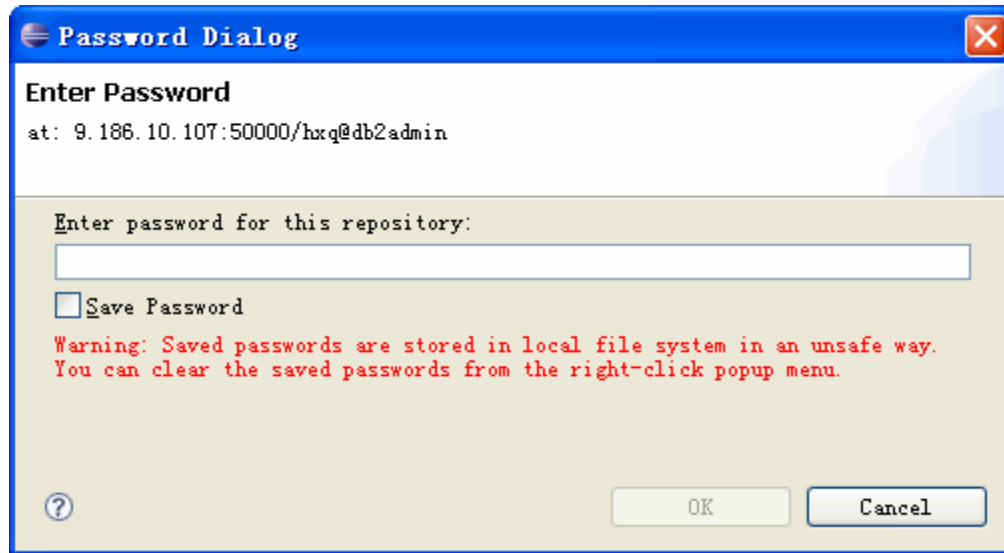 Password Dialog
Enter Password
at: 9.186.10.107:50000/hxq@db2admin
Enter password for this repository:
Save Password
Warning: Saved passwords are stored in local file system in an unsafe way.
You can clear the saved passwords from the right-click popup menu.
?
OK
Cancel